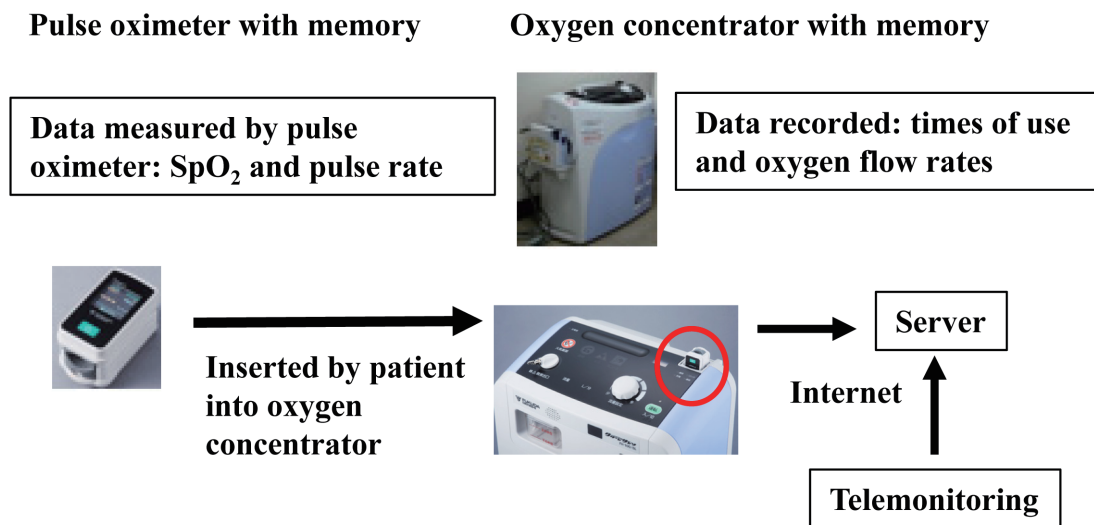 Pulse oximeter with memory
Oxygen concentrator with memory
Data measured by pulse
oximeter: SpO₂ and pulse rate
Data recorded: times of use
and oxygen flow rates
Inserted by patient
into oxygen
concentrator
Server
Internet
Telemonitoring